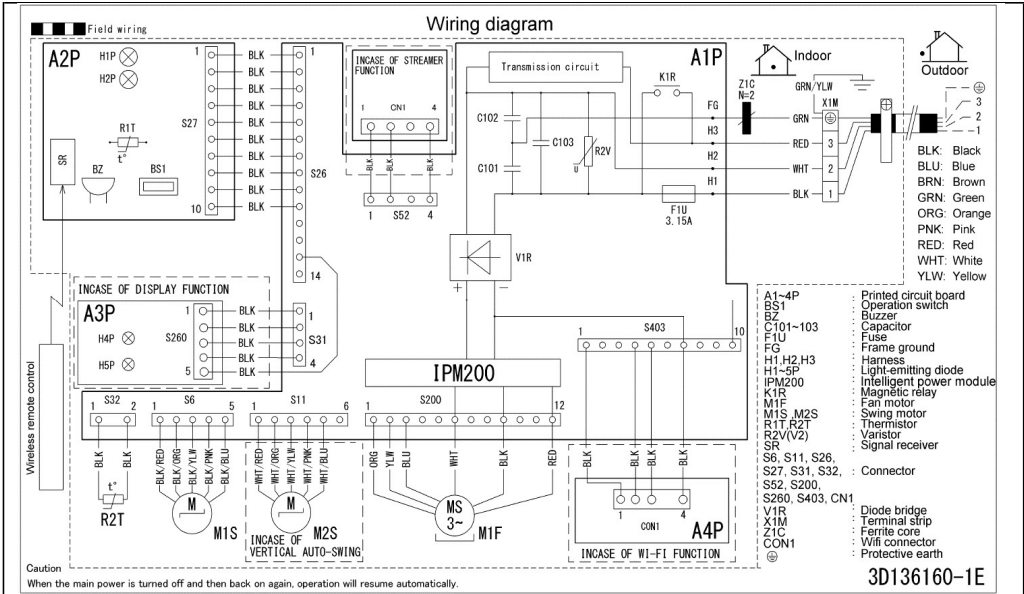 Wiring diagram
Field wiring
A2P
H1P
H2P
1
BLK
BLK
BLK
BLK
BLK
BLK
BLK
BLK
BLK
BLK
S27
10
R1T
t°
SR
BZ
BS1
1
S26
14
INCASE OF STREAMER
FUNCTION
1 CN1 4
BLK
BLK
BLK
1 S52 4
A1P
Transmission circuit
K1R
C102
C103
C101
R2V
U
FG
H3
H2
H1
F1U
3.15A
V1R
+ -
Z1C
N=2
Indoor
Outdoor
GRN/YLW
X1M
GRN
RED 3
WHT 2
BLK 1
3
2
1
BLK: Black
BLU: Blue
BRN: Brown
GRN: Green
ORG: Orange
PNK: Pink
RED: Red
WHT: White
YLW: Yellow
INCASE OF DISPLAY FUNCTION
A3P
H4P
H5P
1
S260
5
BLK
BLK
BLK
BLK
BLK
1
S31
4
Wireless remote control
IPM200
1 S403 10
1 S32 2
1 S6 5
1 S11 6
1 S200 12
BLK
BLK
t°
R2T
BLK/RED
BLK/ORG
BLK/YLW
BLK/PNK
BLK/BLU
M
M1S
WHT/RED
WHT/ORG
WHT/YLW
WHT/PNK
WHT/BLU
M
M2S
INCASE OF
VERTICAL AUTO-SWING
ORG
YLW
BLU
WHT
BLK
RED
MS
3~
M1F
BLK
BLK
BLK
BLK
1 4
CON1
A4P
INCASE OF WI-FI FUNCTION
A1~4P : Printed circuit board
BS1 : Operation switch
BZ : Buzzer
C101~103 : Capacitor
F1U : Fuse
FG : Frame ground
H1,H2,H3 : Harness
H1~5P : Light-emitting diode
IPM200 : Intelligent power module
K1R : Magnetic relay
M1F : Fan motor
M1S ,M2S : Swing motor
R1T,R2T : Thermistor
R2V(V2) : Varistor
SR : Signal receiver
S6, S11, S26,
S27, S31, S32, : Connector
S52, S200,
S260, S403, CN1
V1R : Diode bridge
X1M : Terminal strip
Z1C : Ferrite core
CON1 : Wifi connector
: Protective earth
Caution
When the main power is turned off and then back on again, operation will resume automatically.
3D136160-1E